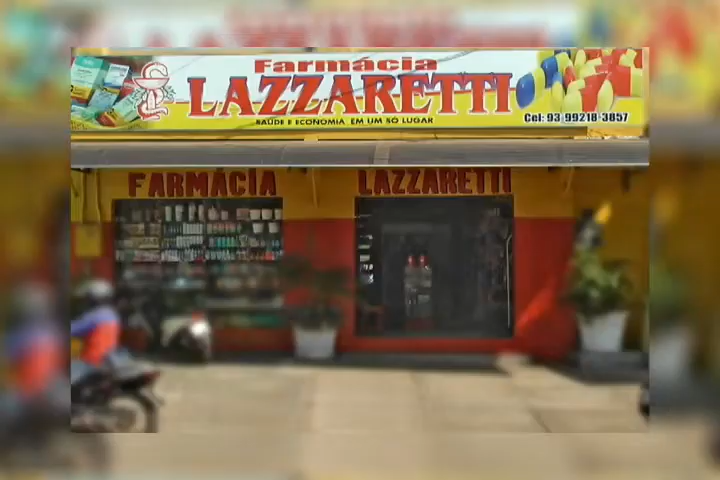 Farmácia
LAZZARETTI
SAÚDE E ECONOMIA EM UM SÓ LUGAR
Cel: 93 99218-3857
FARMÁCIA LAZZARETTI